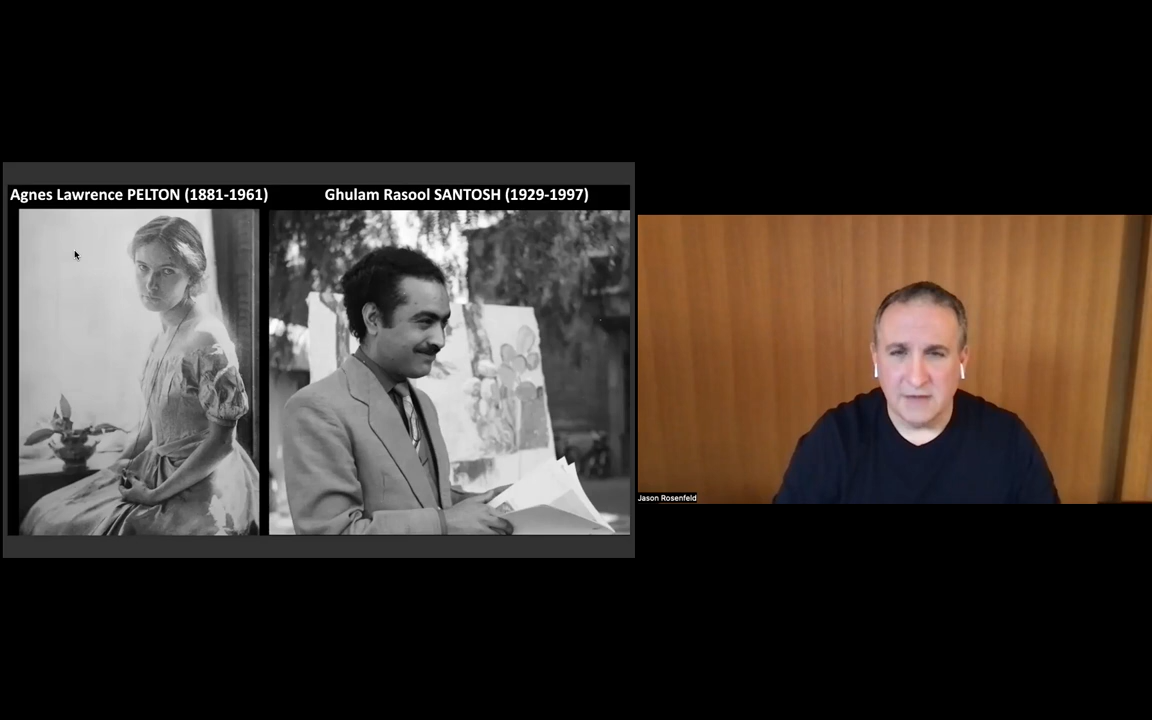 Agnes Lawrence PELTON (1881-1961)
Ghulam Rasool SANTOSH (1929-1997)
Jason Rosenfeld